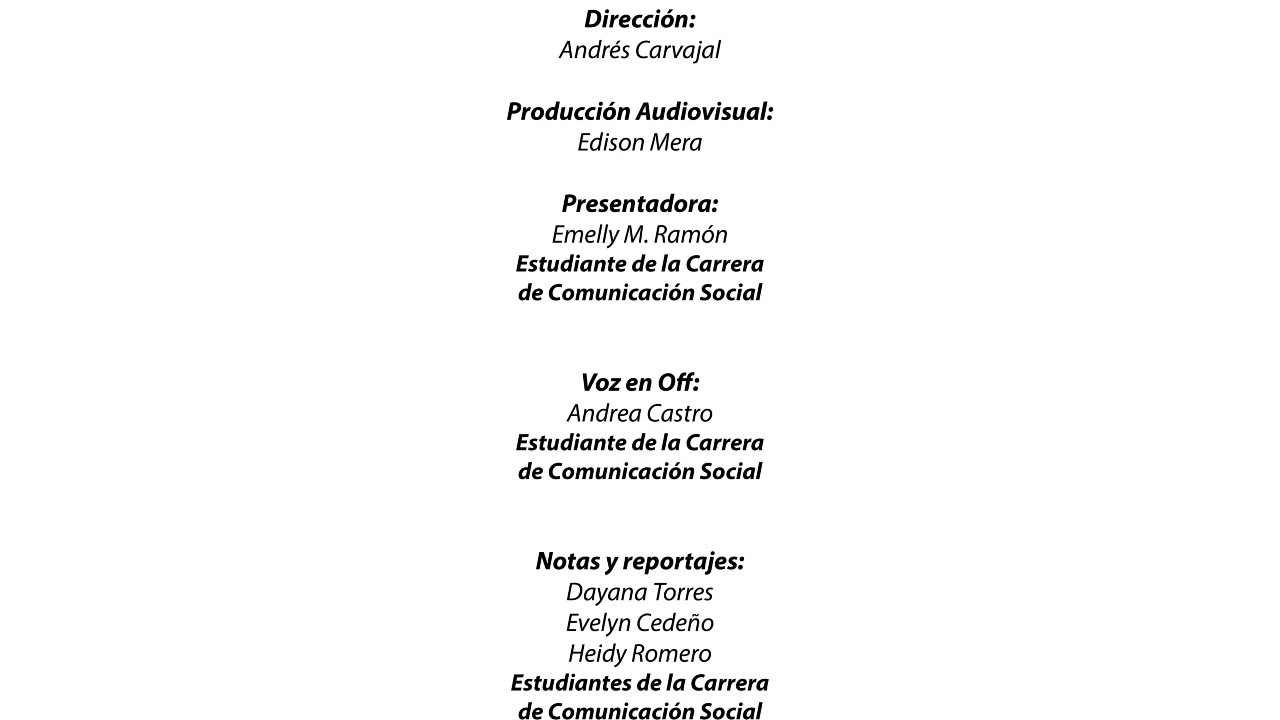 Dirección:
Andrés Carvajal
Producción Audiovisual:
Edison Mera
Presentadora:
Emelly M. Ramón
Estudiante de la Carrera
de Comunicación Social
Voz en Off:
Andrea Castro
Estudiante de la Carrera
de Comunicación Social
Notas y reportajes:
Dayana Torres
Evelyn Cedeño
Heidy Romero
Estudiantes de la Carrera
de Comunicación Social